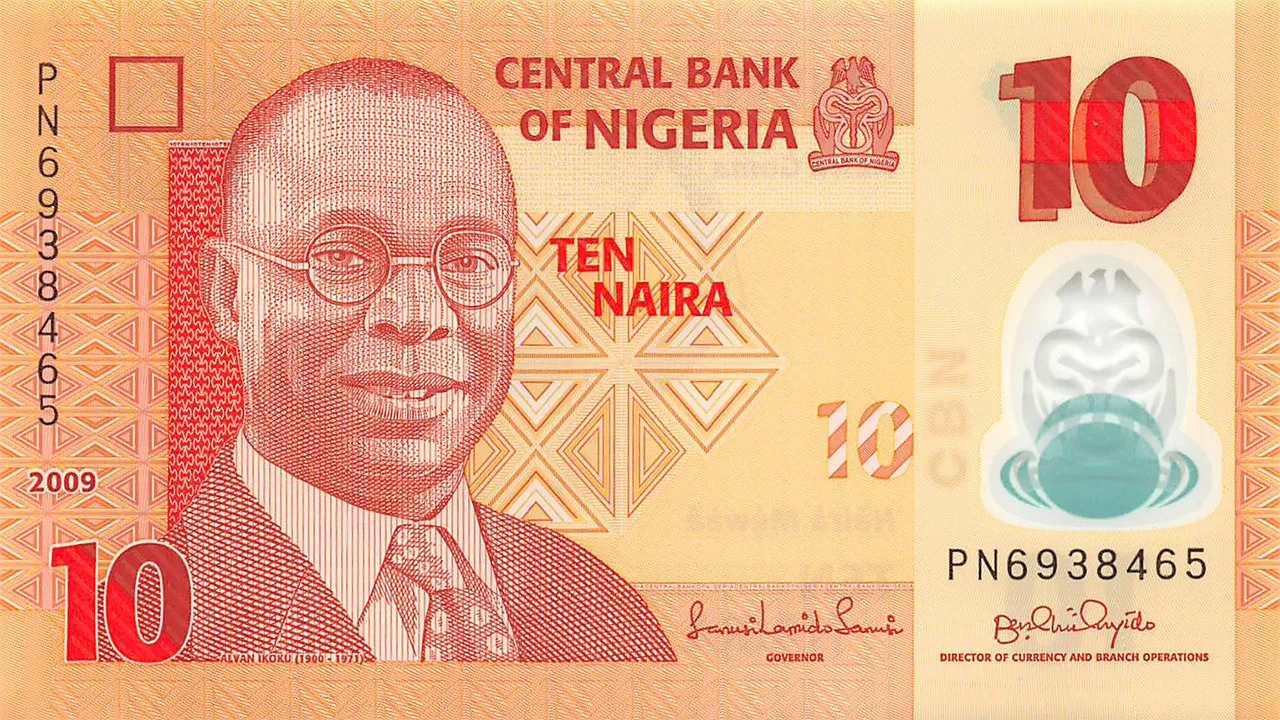 PN6938465
CENTRAL BANK
OF NIGERIA
CENTRAL BANK OF NIGERIA
10
TEN
NAIRA
10
CBN
2009
10
PN6938465
Sanusi Lamido Sanusi
GOVERNOR
DIRECTOR OF CURRENCY AND BRANCH OPERATIONS
ALVAN IKOKU (1900 - 1971)